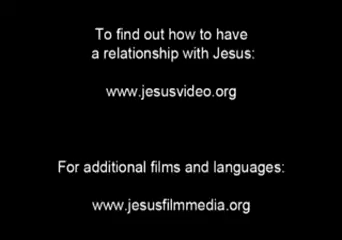 To find out how to have
a relationship with Jesus:
www.jesusvideo.org
For additional films and languages:
www.jesusfilmmedia.org